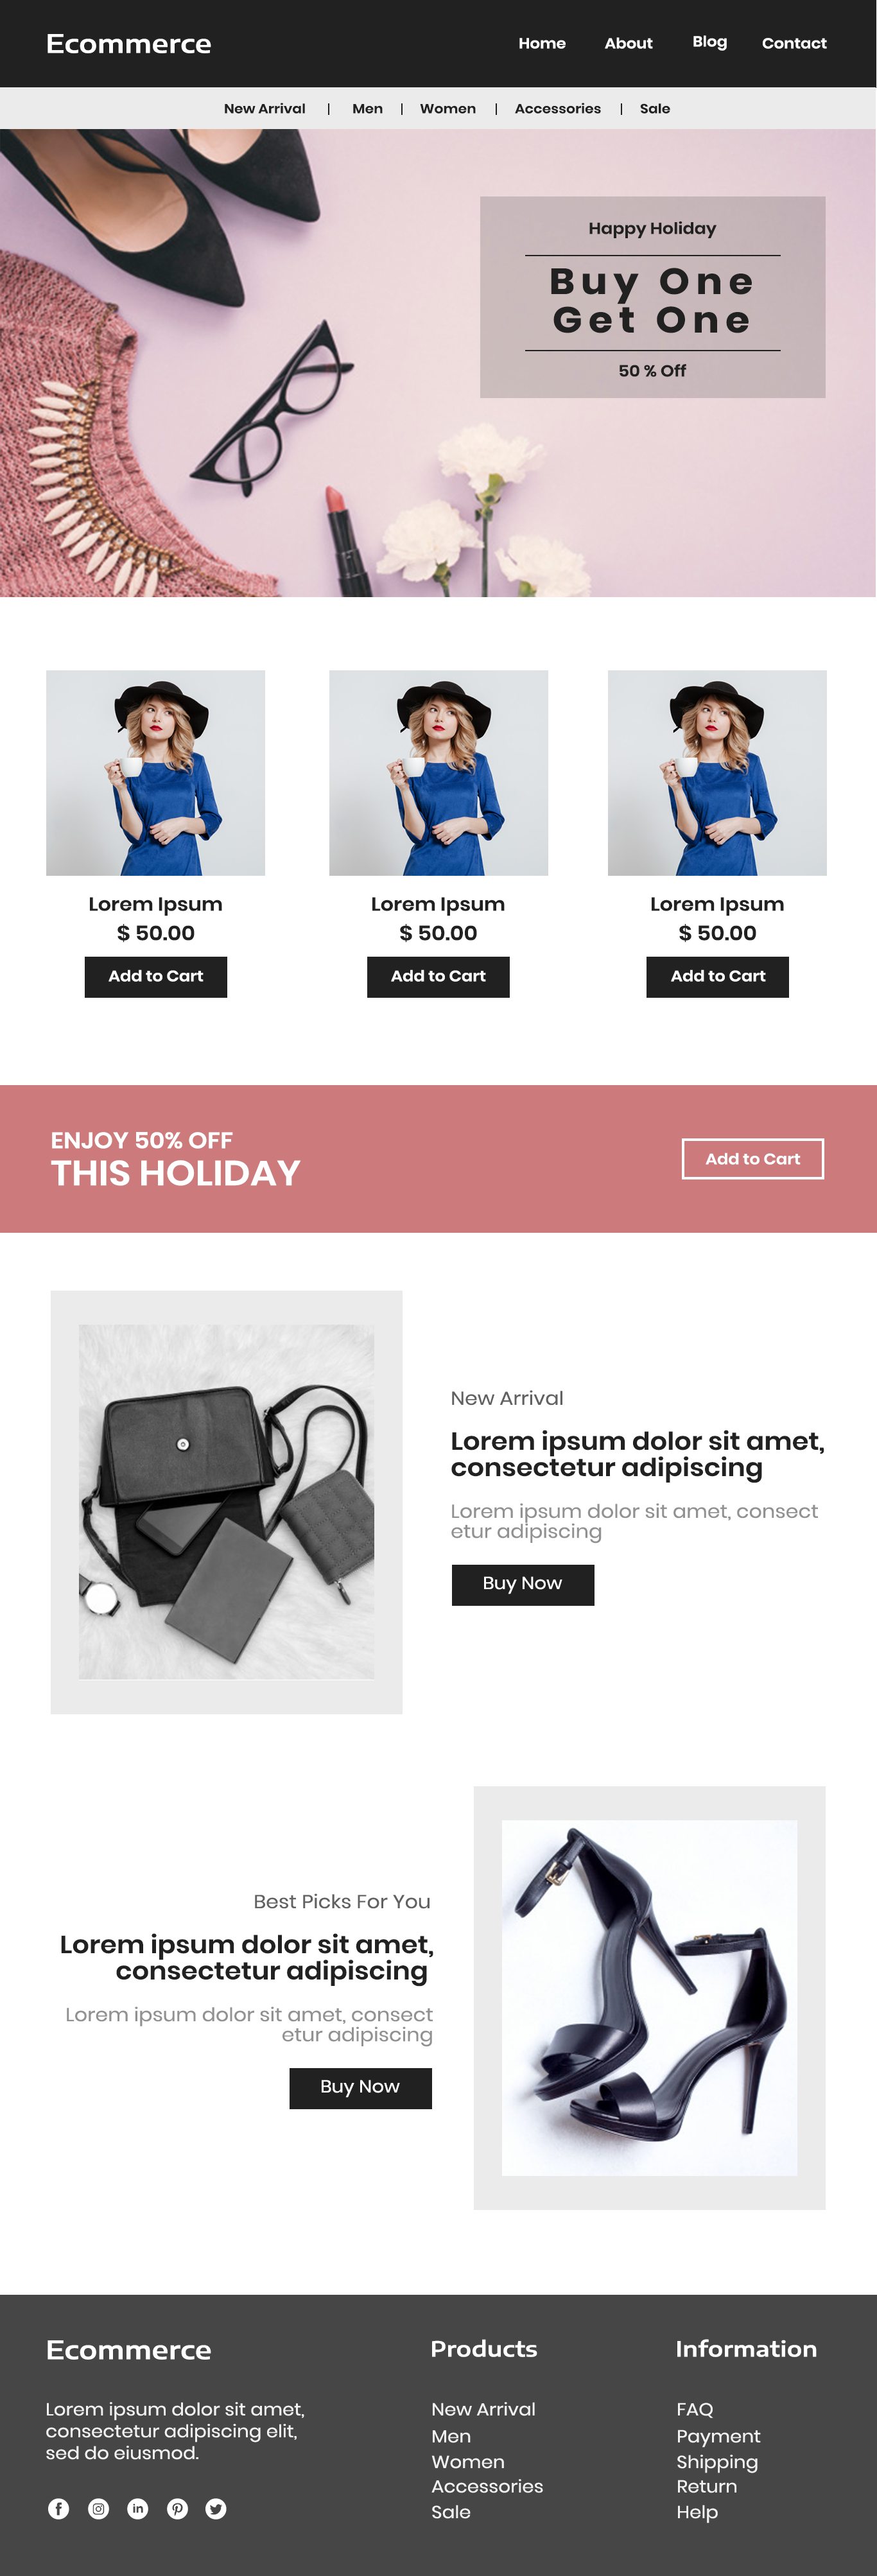 Ecommerce
Home About Blog Contact
New Arrival | Men | Women | Accessories | Sale
Happy Holiday
Buy One
Get One
50 % Off
Lorem Ipsum
$ 50.00
Add to Cart
Lorem Ipsum
$ 50.00
Add to Cart
Lorem Ipsum
$ 50.00
Add to Cart
ENJOY 50% OFF
THIS HOLIDAY
Add to Cart
New Arrival
Lorem ipsum dolor sit amet,
consectetur adipiscing
Lorem ipsum dolor sit amet, consect
etur adipiscing
Buy Now
Best Picks For You
Lorem ipsum dolor sit amet,
consectetur adipiscing
Lorem ipsum dolor sit amet, consect
etur adipiscing
Buy Now
Ecommerce
Lorem ipsum dolor sit amet,
consectetur adipiscing elit,
sed do eiusmod.
Products
New Arrival
Men
Women
Accessories
Sale
Information
FAQ
Payment
Shipping
Return
Help